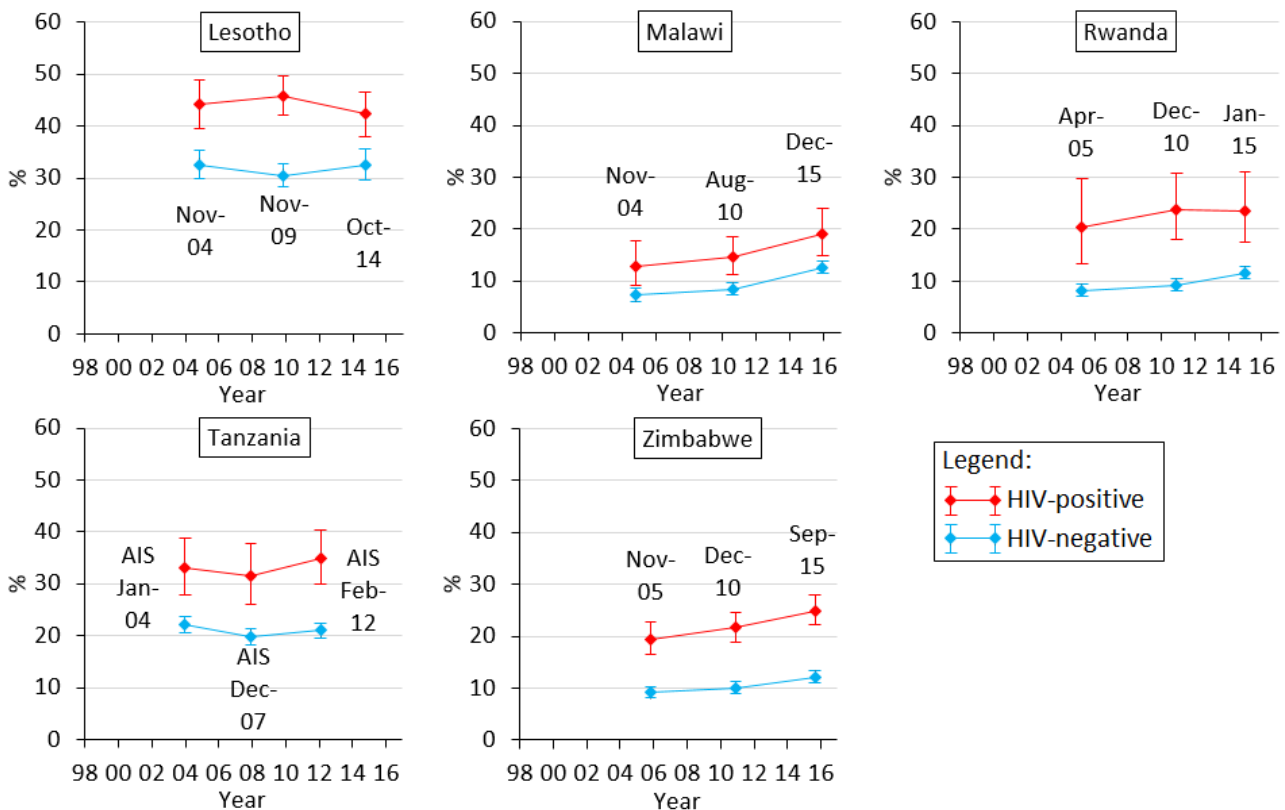 Lesotho
60
50
40
30
20
10
0
%
Nov-
04
Nov-
09
Oct-
14
98 00 02 04 06 08 10 12 14 16
Year
Malawi
60
50
40
30
20
10
0
Nov-
04
Aug-
10
Dec-
15
98 00 02 04 06 08 10 12 14 16
Year
Rwanda
60
50
40
30
20
10
0
%
Apr-
05
Dec-
10
Jan-
15
98 00 02 04 06 08 10 12 14 16
Year
Tanzania
60
50
40
30
20
10
0
%
AIS
Jan-
04
AIS
Dec-
07
AIS
Feb-
12
98 00 02 04 06 08 10 12 14 16
Year
Zimbabwe
60
50
40
30
20
10
0
%
Nov-
05
Dec-
10
Sep-
15
98 00 02 04 06 08 10 12 14 16
Year
Legend:
HIV-positive
HIV-negative